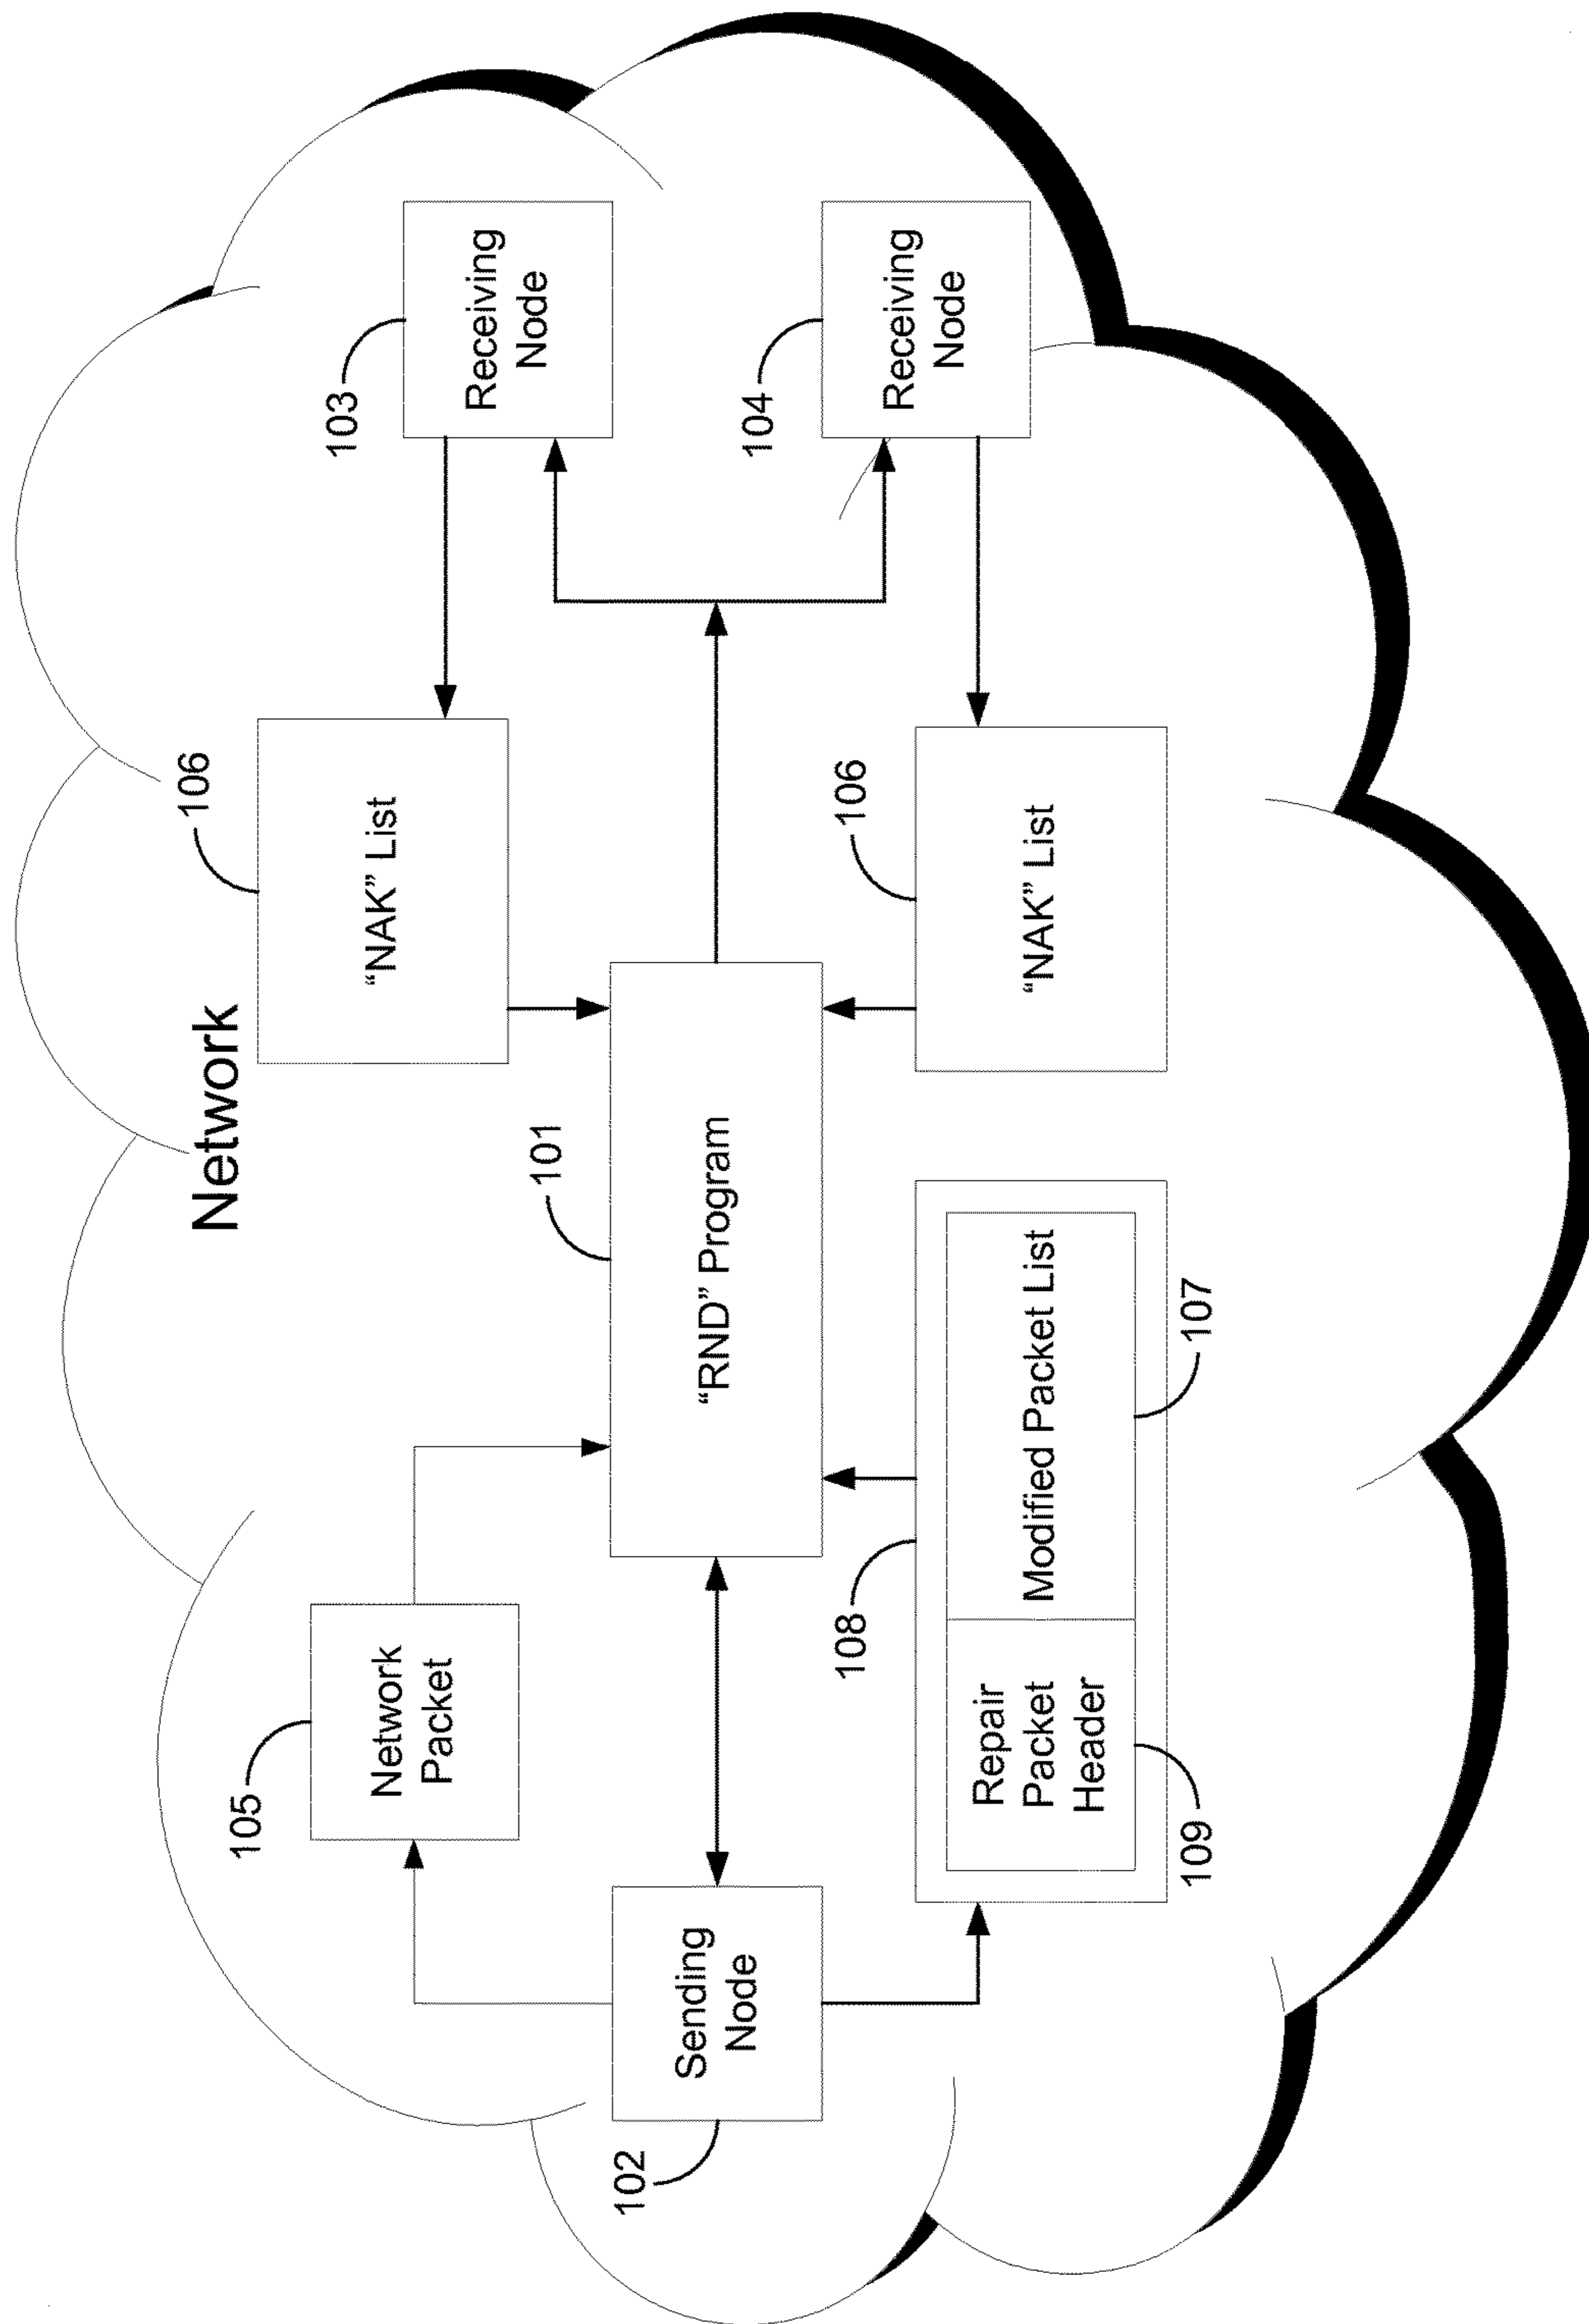 Network
105
106
103
Network
Packet
“NAK” List
Receiving
Node
102
Sending
Node
101
“RND” Program
104
Receiving
Node
108
106
Repair
Packet
Header
Modified Packet List
“NAK” List
109
107